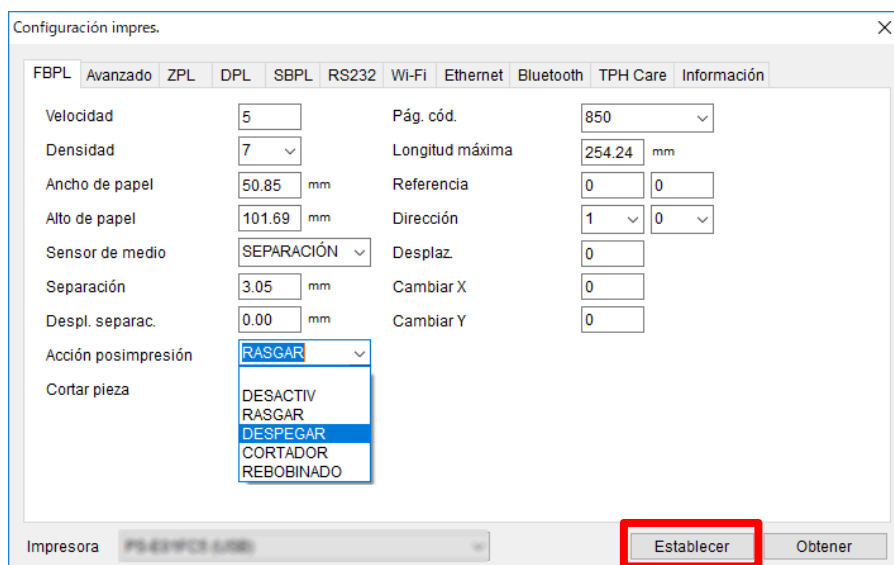 Configuración impres.
FBPL Avanzado ZPL DPL SBPL RS232 Wi-Fi Ethernet Bluetooth TPH Care Información
Velocidad 5 Pág. cód. 850
Densidad 7 Longitud máxima 254.24 mm
Ancho de papel 50.85 mm Referencia 0 0
Alto de papel 101.69 mm Dirección 1 0
Sensor de medio SEPARACIÓN Desplaz. 0
Separación 3.05 mm Cambiar X 0
Despl. separac. 0.00 mm Cambiar Y 0
Acción posimpresión RASGAR
Cortar pieza
DESACTIV
RASGAR
DESPEGAR
CORTADOR
REBOBINADO
Impresora Establecer Obtener